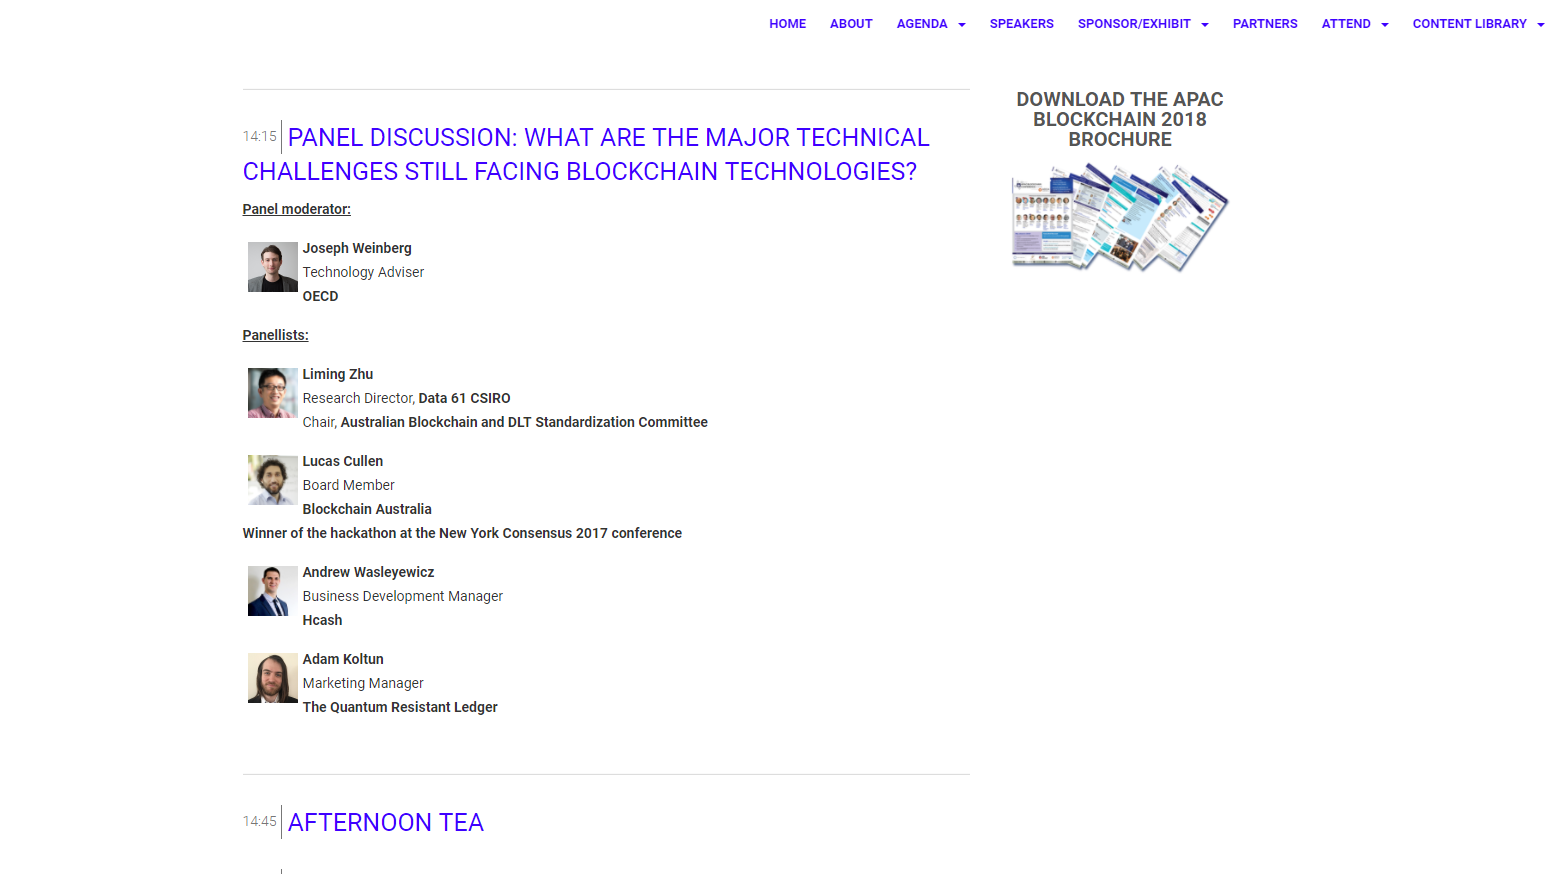 HOME ABOUT AGENDA SPEAKERS SPONSOR/EXHIBIT PARTNERS ATTEND CONTENT LIBRARY
14:15 PANEL DISCUSSION: WHAT ARE THE MAJOR TECHNICAL
CHALLENGES STILL FACING BLOCKCHAIN TECHNOLOGIES?
Panel moderator:
Joseph Weinberg
Technology Adviser
OECD
Panellists:
Liming Zhu
Research Director, Data 61 CSIRO
Chair, Australian Blockchain and DLT Standardization Committee
Lucas Cullen
Board Member
Blockchain Australia
Winner of the hackathon at the New York Consensus 2017 conference
Andrew Wasleyewicz
Business Development Manager
Hcash
Adam Koltun
Marketing Manager
The Quantum Resistant Ledger
14:45 AFTERNOON TEA
DOWNLOAD THE APAC
BLOCKCHAIN 2018
BROCHURE